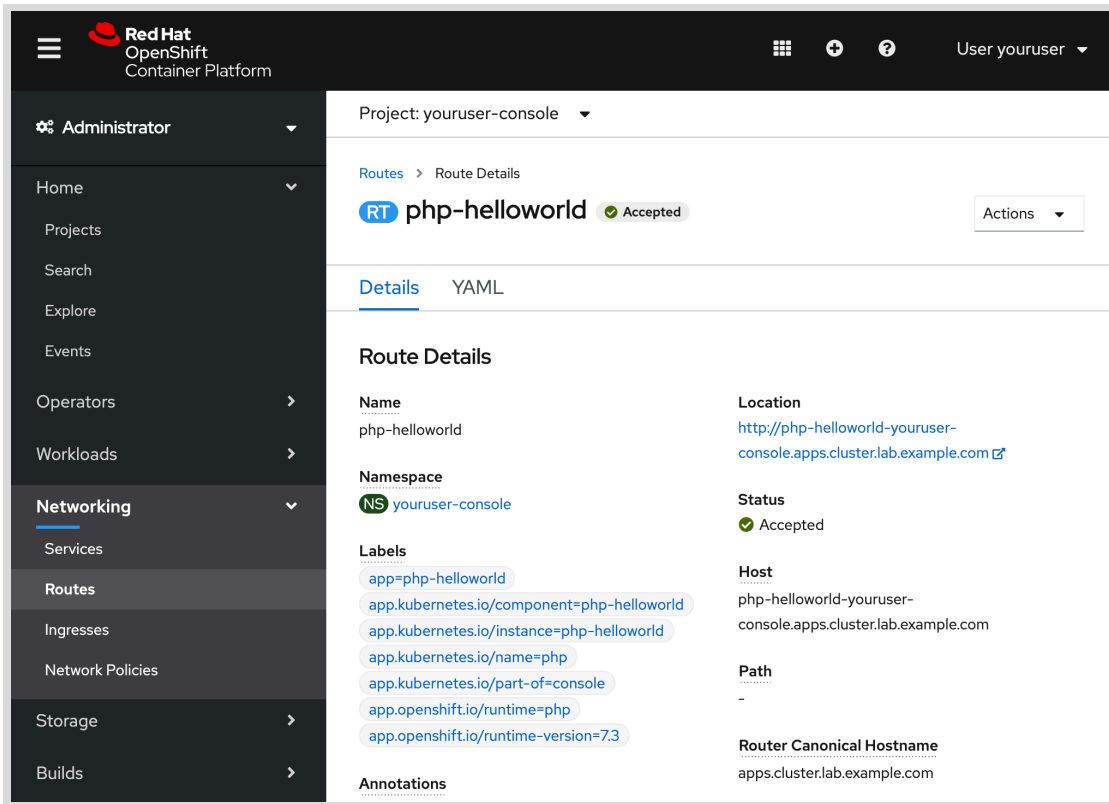 Red Hat
OpenShift
Container Platform
User youruser
Administrator
Home
Projects
Search
Explore
Events
Operators
Workloads
Networking
Services
Routes
Ingresses
Network Policies
Storage
Builds
Project: youruser-console
Routes > Route Details
RT php-helloworld Accepted
Actions
Details YAML
Route Details
Name
php-helloworld
Namespace
NS youruser-console
Labels
app=php-helloworld
app.kubernetes.io/component=php-helloworld
app.kubernetes.io/instance=php-helloworld
app.kubernetes.io/name=php
app.kubernetes.io/part-of=console
app.openshift.io/runtime=php
app.openshift.io/runtime-version=7.3
Annotations
Location
http://php-helloworld-youruser-
console.apps.cluster.lab.example.com
Status
Accepted
Host
php-helloworld-youruser-
console.apps.cluster.lab.example.com
Path
-
Router Canonical Hostname
apps.cluster.lab.example.com